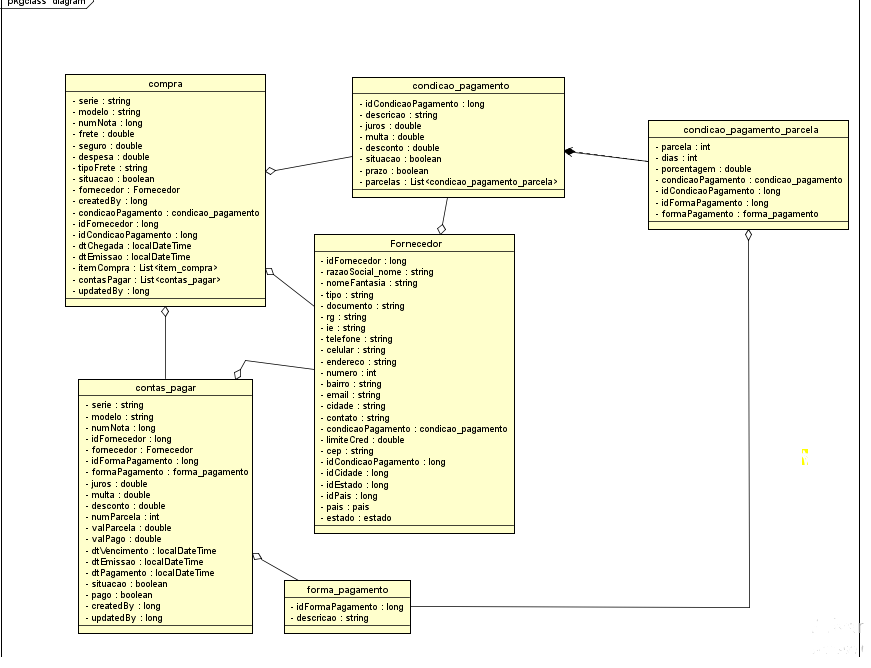 pkgclass diagram
compra
- serie : string
- modelo : string
- numNota : long
- frete : double
- seguro : double
- despesa : double
- tipoFrete : string
- situacao : boolean
- fornecedor : Fornecedor
- createdBy : long
- condicaoPagamento : condicao_pagamento
- idFornecedor : long
- idCondicaoPagamento : long
- dtChegada : localDateTime
- dtEmissao : localDateTime
- itemCompra : List<item_compra>
- contasPagar : List<contas_pagar>
- updatedBy : long
condicao_pagamento
- idCondicaoPagamento : long
- descricao : string
- juros : double
- multa : double
- desconto : double
- situacao : boolean
- prazo : boolean
- parcelas : List<condicao_pagamento_parcela>
condicao_pagamento_parcela
- parcela : int
- dias : int
- porcentagem : double
- condicaoPagamento : condicao_pagamento
- idCondicaoPagamento : long
- idFormaPagamento : long
- formaPagamento : forma_pagamento
Fornecedor
- idFornecedor : long
- razaoSocial_nome : string
- nomeFantasia : string
- tipo : string
- documento : string
- rg : string
- ie : string
- telefone : string
- celular : string
- endereco : string
- numero : int
- bairro : string
- email : string
- cidade : string
- contato : string
- condicaoPagamento : condicao_pagamento
- limiteCred : double
- cep : string
- idCondicaoPagamento : long
- idCidade : long
- idEstado : long
- idPais : long
- pais : pais
- estado : estado
contas_pagar
- serie : string
- modelo : string
- numNota : long
- idFornecedor : long
- fornecedor : Fornecedor
- idFormaPagamento : long
- formaPagamento : forma_pagamento
- juros : double
- multa : double
- desconto : double
- numParcela : int
- valParcela : double
- valPago : double
- dtVencimento : localDateTime
- dtEmissao : localDateTime
- dtPagamento : localDateTime
- situacao : boolean
- pago : boolean
- createdBy : long
- updatedBy : long
forma_pagamento
- idFormaPagamento : long
- descricao : string